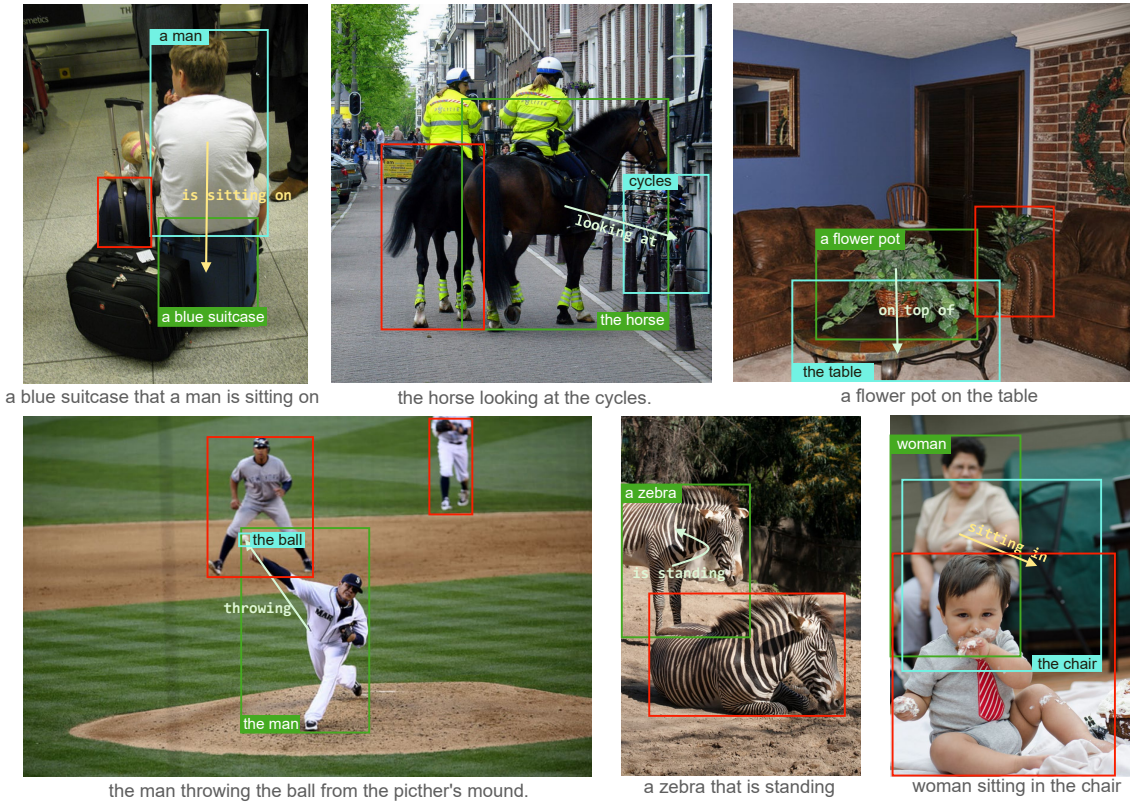 a man
is sitting on
a blue suitcase
a blue suitcase that a man is sitting on
cycles
looking at
the horse
the horse looking at the cycles.
a flower pot
on top of
the table
a flower pot on the table
the ball
throwing
the man
the man throwing the ball from the picther's mound.
a zebra
is standing
a zebra that is standing
woman
sitting in
the chair
woman sitting in the chair